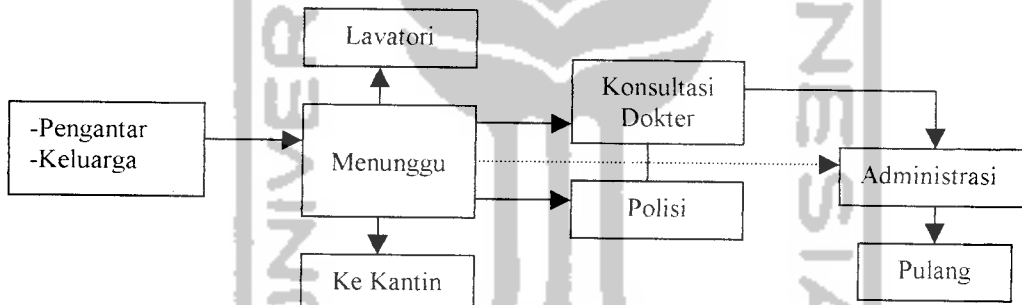 Lavatori
Konsultasi
Dokter
-Pengantar
-Keluarga
Menunggu
Administrasi
Polisi
Ke Kantin
Pulang